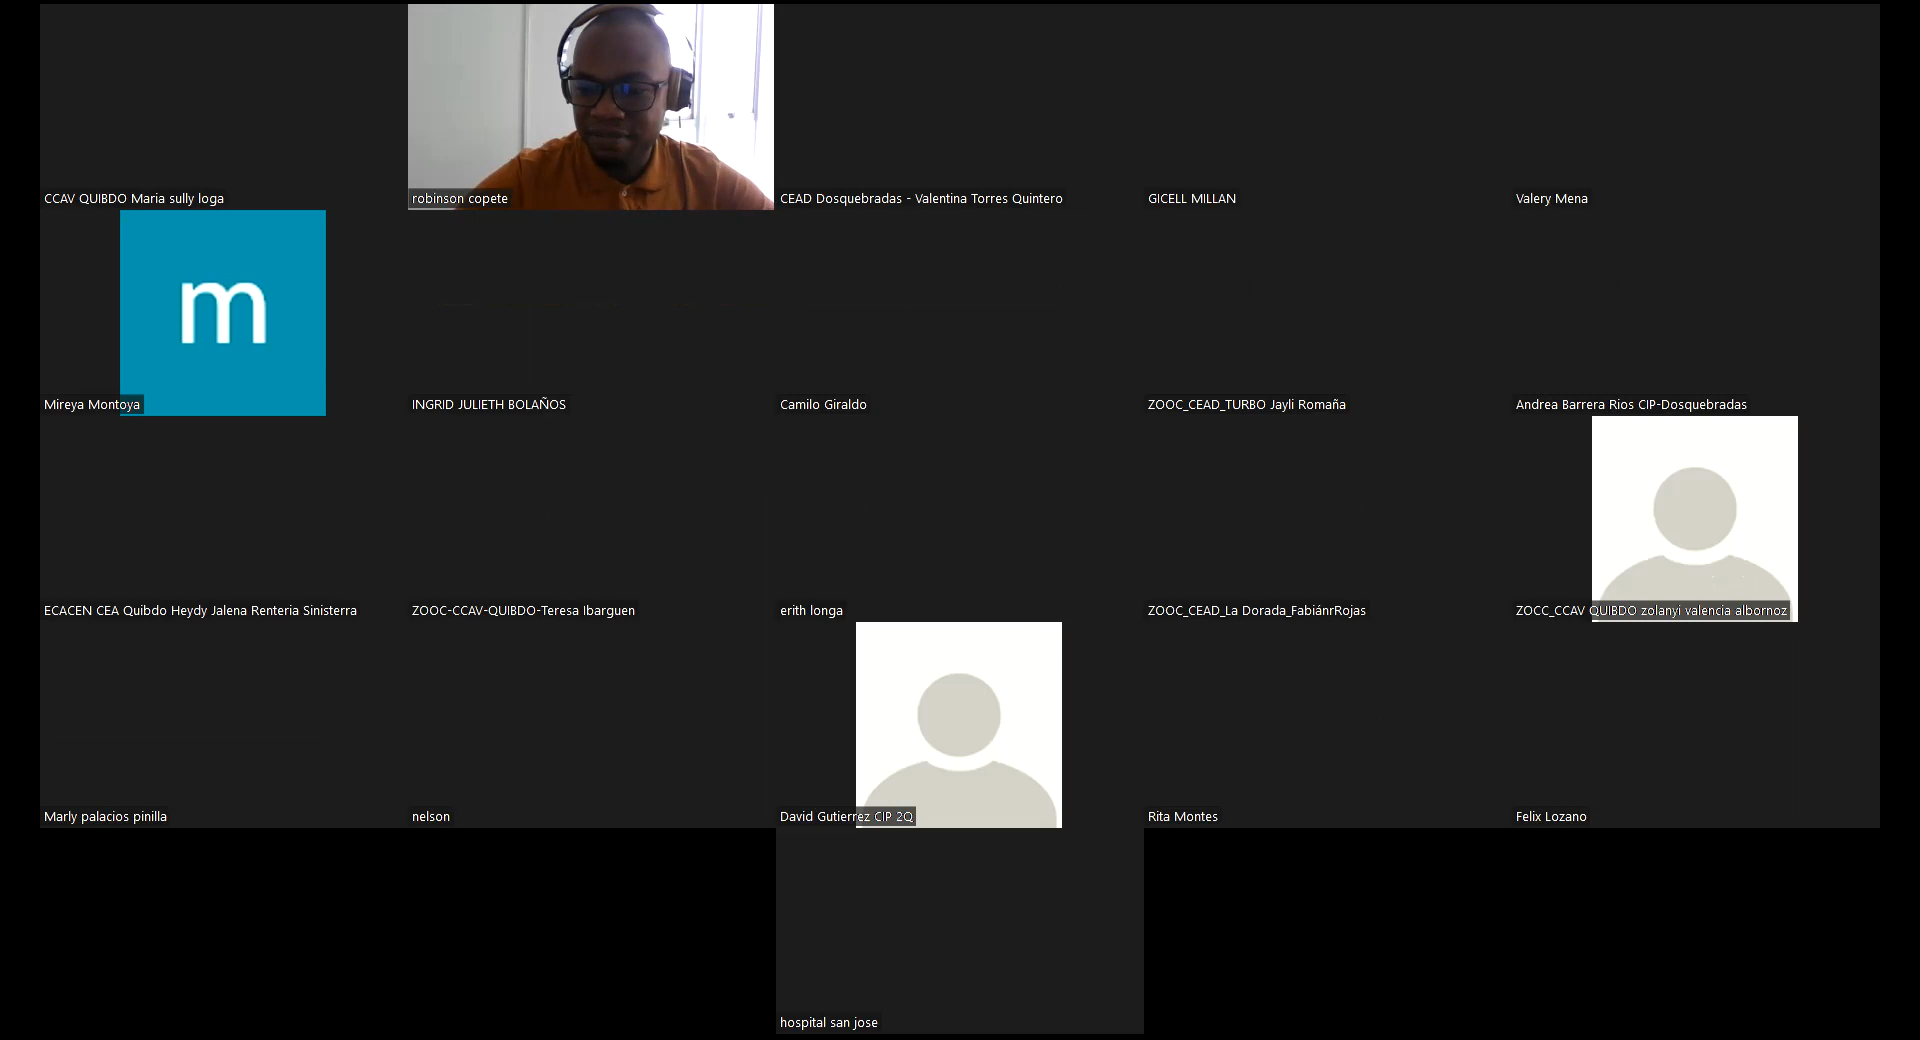 CCAV QUIBDO Maria sully loga
robinson copete
CEAD Dosquebradas - Valentina Torres Quintero
GICELL MILLAN
Valery Mena
m
Mireya Montoya
INGRID JULIETH BOLAÑOS
Camilo Giraldo
ZOOC_CEAD_TURBO Jayli Romaña
Andrea Barrera Rios CIP-Dosquebradas
ECACEN CEA Quibdo Heydy Jalena Renteria Sinisterra
ZOOC-CCAV-QUIBDO-Teresa Ibarguen
erith longa
ZOOC_CEAD_La Dorada_FabiánrRojas
ZOCC_CCAV QUIBDO zolanyi valencia albornoz
Marly palacios pinilla
nelson
David Gutierrez CIP 2Q
Rita Montes
Felix Lozano
hospital san jose